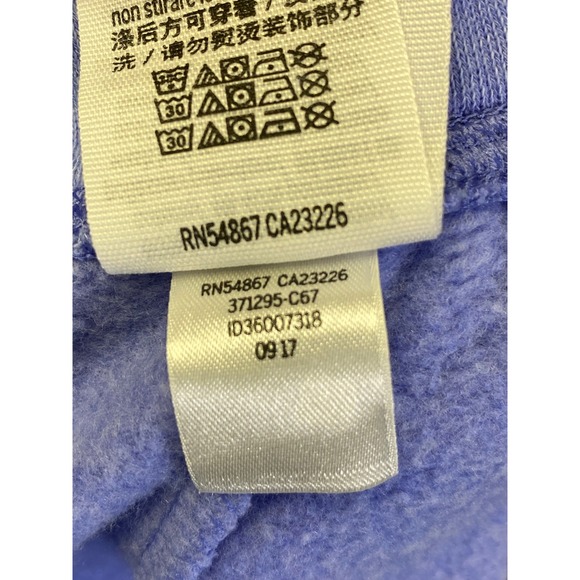 non stirare
涤后方可穿着
洗 / 请勿熨烫装饰部分
30
30
RN54867 CA23226
RN54867 CA23226
371295-C67
ID36007318
09 17